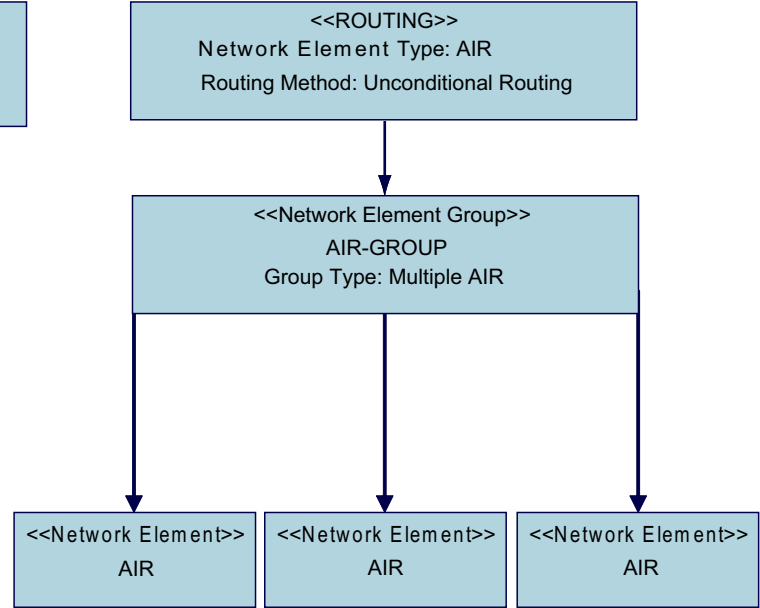 <<ROUTING>>
Network Element Type: AIR
Routing Method: Unconditional Routing
<<Network Element Group>>
AIR-GROUP
Group Type: Multiple AIR
<<Network Element>>
AIR
<<Network Element>>
AIR
<<Network Element>>
AIR